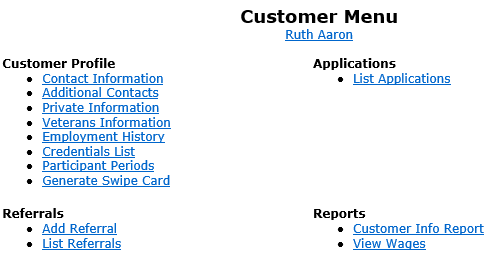 Customer Menu
Ruth Aaron
Customer Profile
Contact Information
Additional Contacts
Private Information
Veterans Information
Employment History
Credentials List
Participant Periods
Generate Swipe Card
Applications
List Applications
Referrals
Add Referral
List Referrals
Reports
Customer Info Report
View Wages